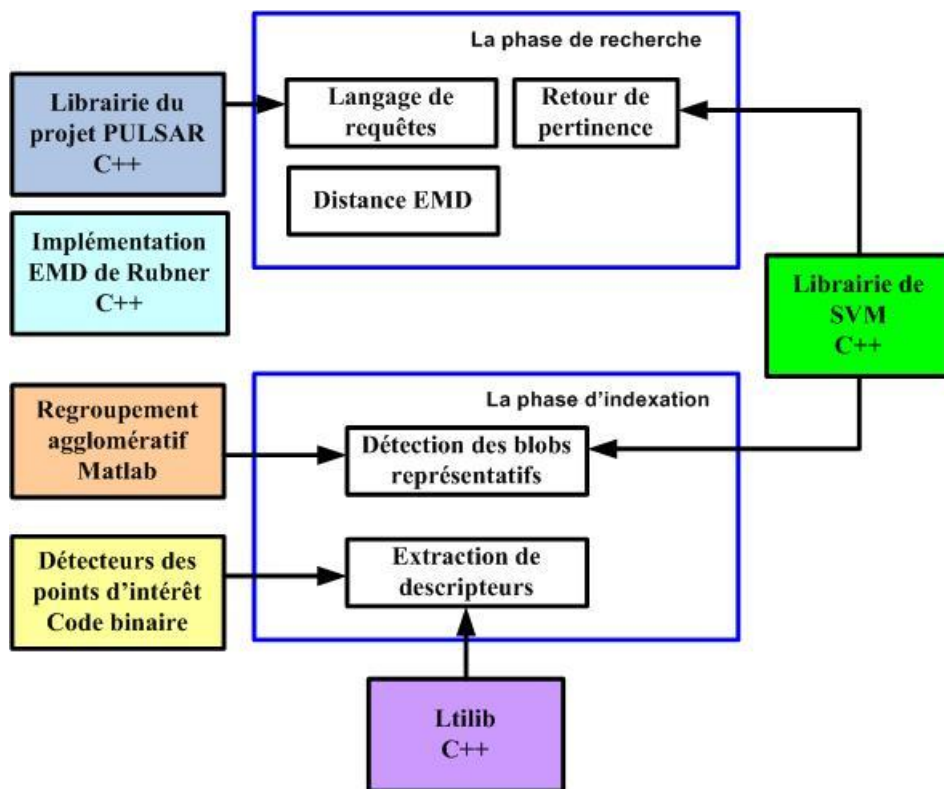 La phase de recherche
Librairie du
projet PULSAR
C++
Langage de
requêtes
Retour de
pertinence
Distance EMD
Implémentation
EMD de Rubner
C++
Librairie de
SVM
C++
La phase d'indexation
Regroupement
agglomératif
Matlab
Détection des blobs
représentatifs
Détecteurs des
points d'intérêt
Code binaire
Extraction de
descripteurs
Ltilib
C++